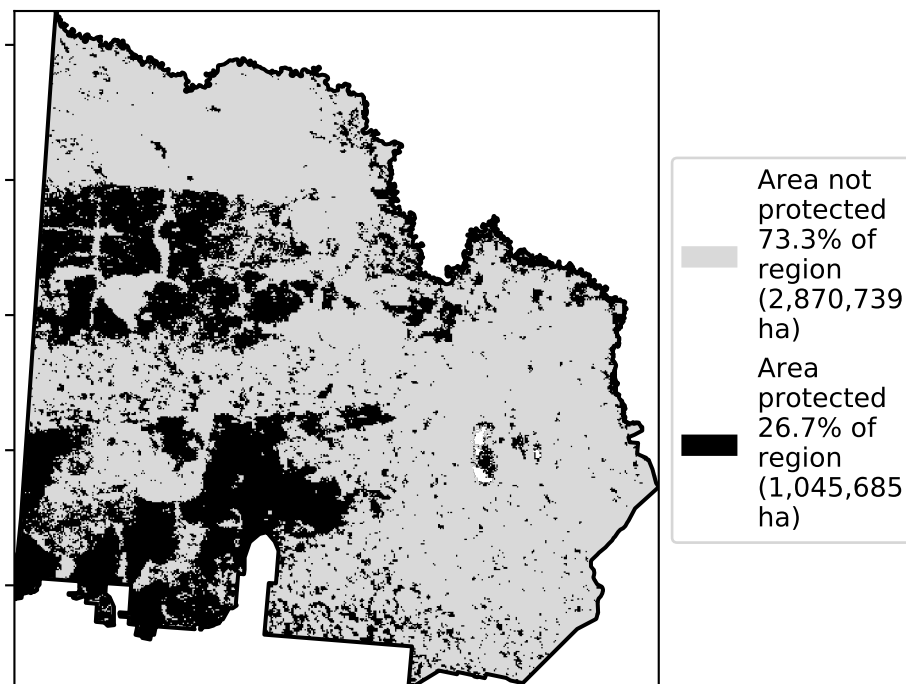 Area not
protected
73.3% of
region
(2,870,739
ha)
Area
protected
26.7% of
region
(1,045,685
ha)